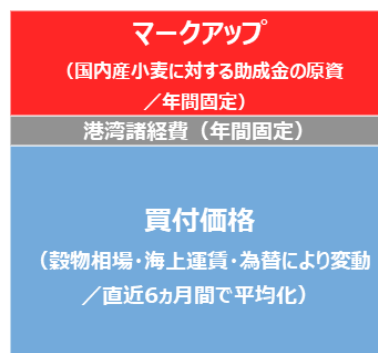 マークアップ
（国内産小麦に対する助成金の原資
／年間固定）
港湾諸経費（年間固定）
買付価格
（穀物相場・海上運賃・為替により変動
／直近6ヵ月間で平均化）